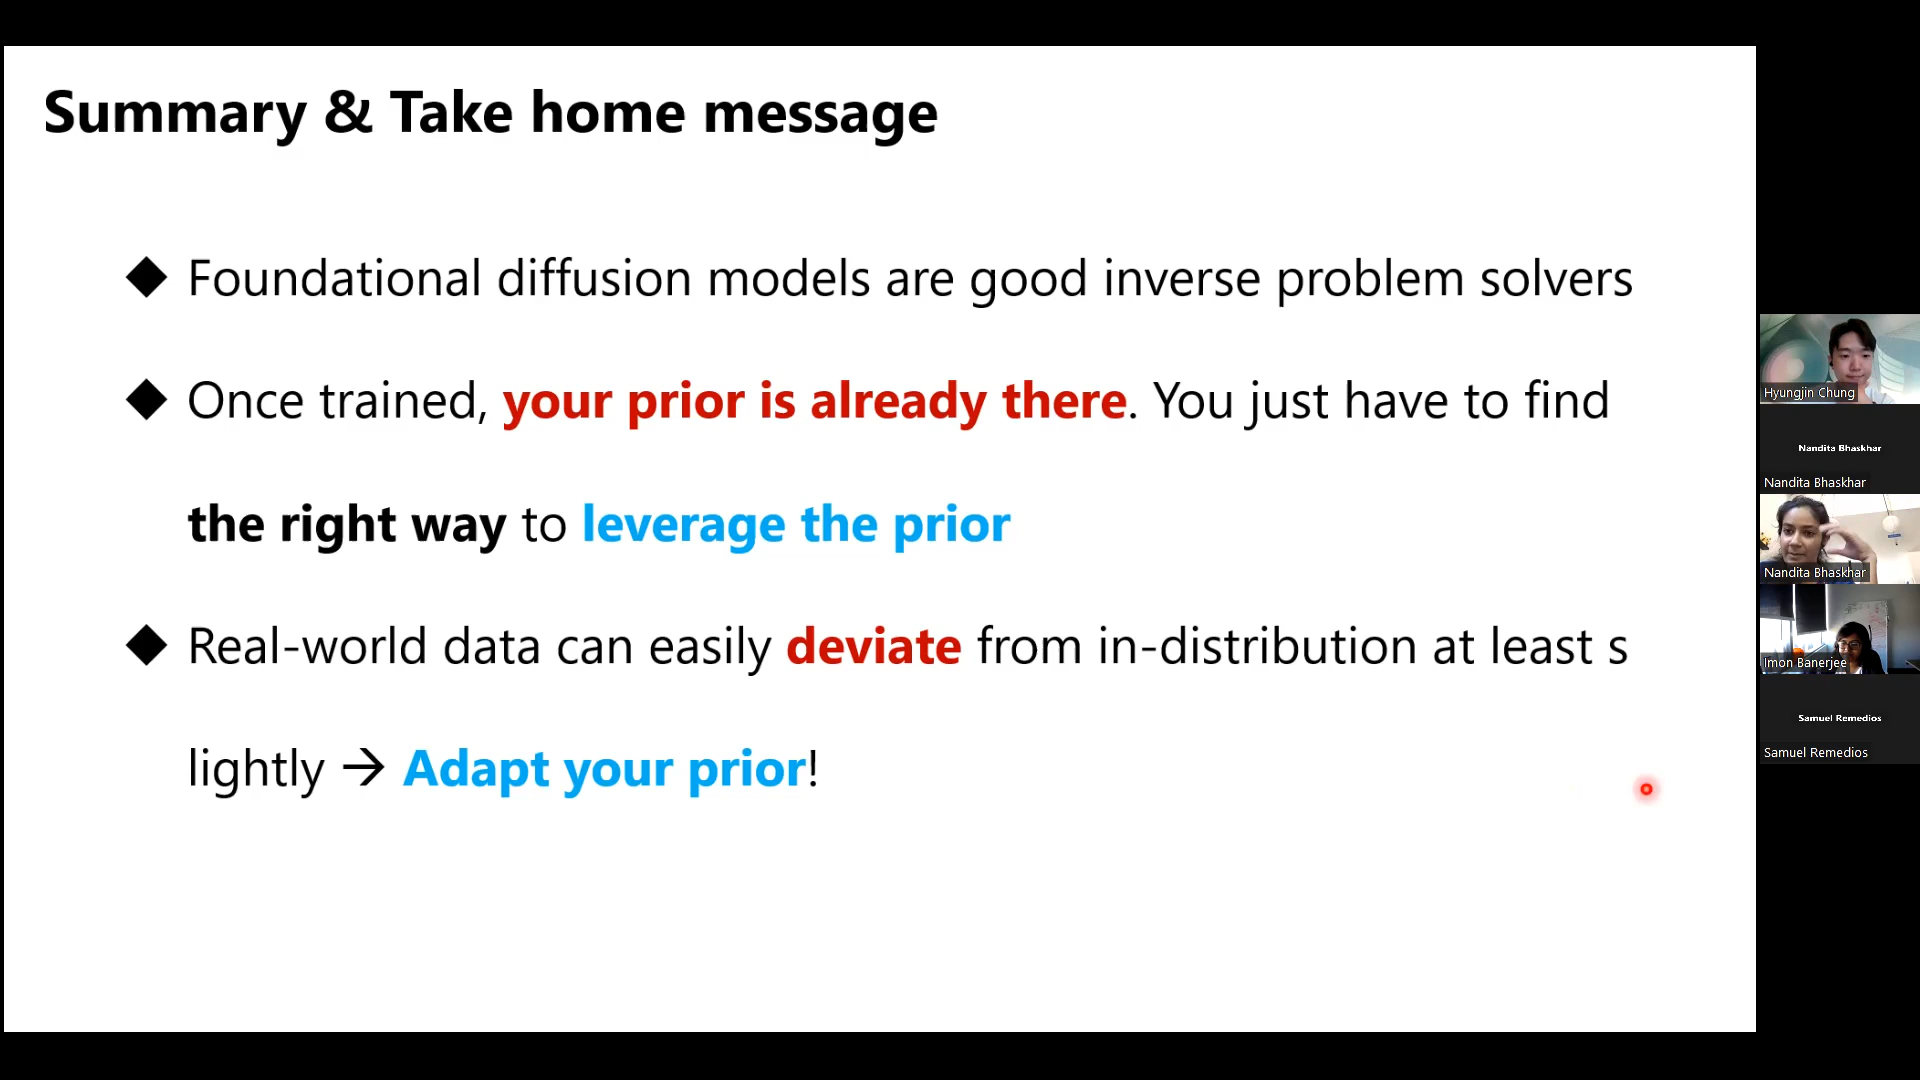 Summary & Take home message
◆ Foundational diffusion models are good inverse problem solvers
◆ Once trained, your prior is already there. You just have to find
the right way to leverage the prior
◆ Real-world data can easily deviate from in-distribution at least s
lightly → Adapt your prior!
Hyungjin Chung
Nandita Bhaskhar
Nandita Bhaskhar
Nandita Bhaskhar
Imon Banerjee
Samuel Remedios
Samuel Remedios